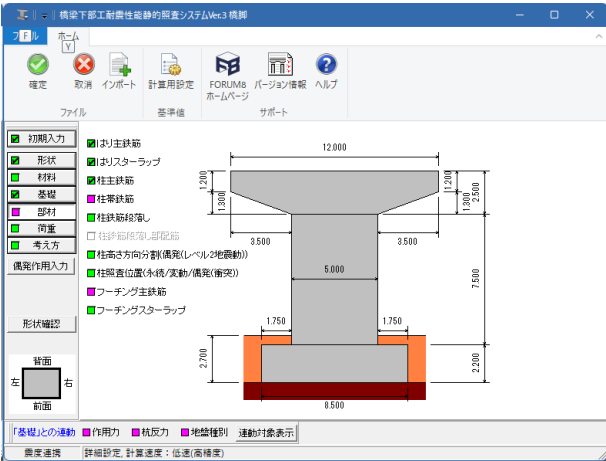 橋梁下部工耐震性能静的照査システムVer.3 橋脚
F
ホーム
Y
確定
取消
インポート
計算用設定
FORUM8
ホームページ
バージョン情報
ヘルプ
ファイル
基準値
サポート
初期入力
形状
材料
基礎
部材
荷重
考え方
偶発作用入力
形状確認
背面
左
右
前面
はり主鉄筋
はりスターラップ
柱主鉄筋
柱帯鉄筋
柱鉄筋段落し
柱鉄筋段落し部配筋
柱高さ方向分割(偶発(レベル2地震動))
柱照査位置(永続/変動/偶発(衝突))
フーチング主鉄筋
フーチングスターラップ
12.000
1.200
1.300
1.200
1.300
2.500
3.500
3.500
5.000
7.500
1.750
1.750
2.700
2.200
8.500
「基礎」との連動
作用力
杭反力
地盤種別
連動対象表示
震度連携
詳細設定, 計算速度:低速(高精度)